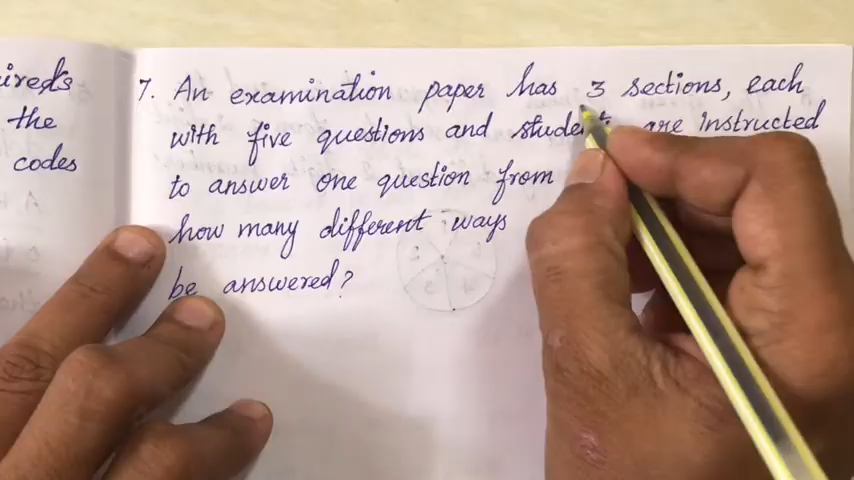 the
codes
7. An examination paper has 3 sections, each
with five questions and students are instructed
to answer one question from
how many different ways
be answered?